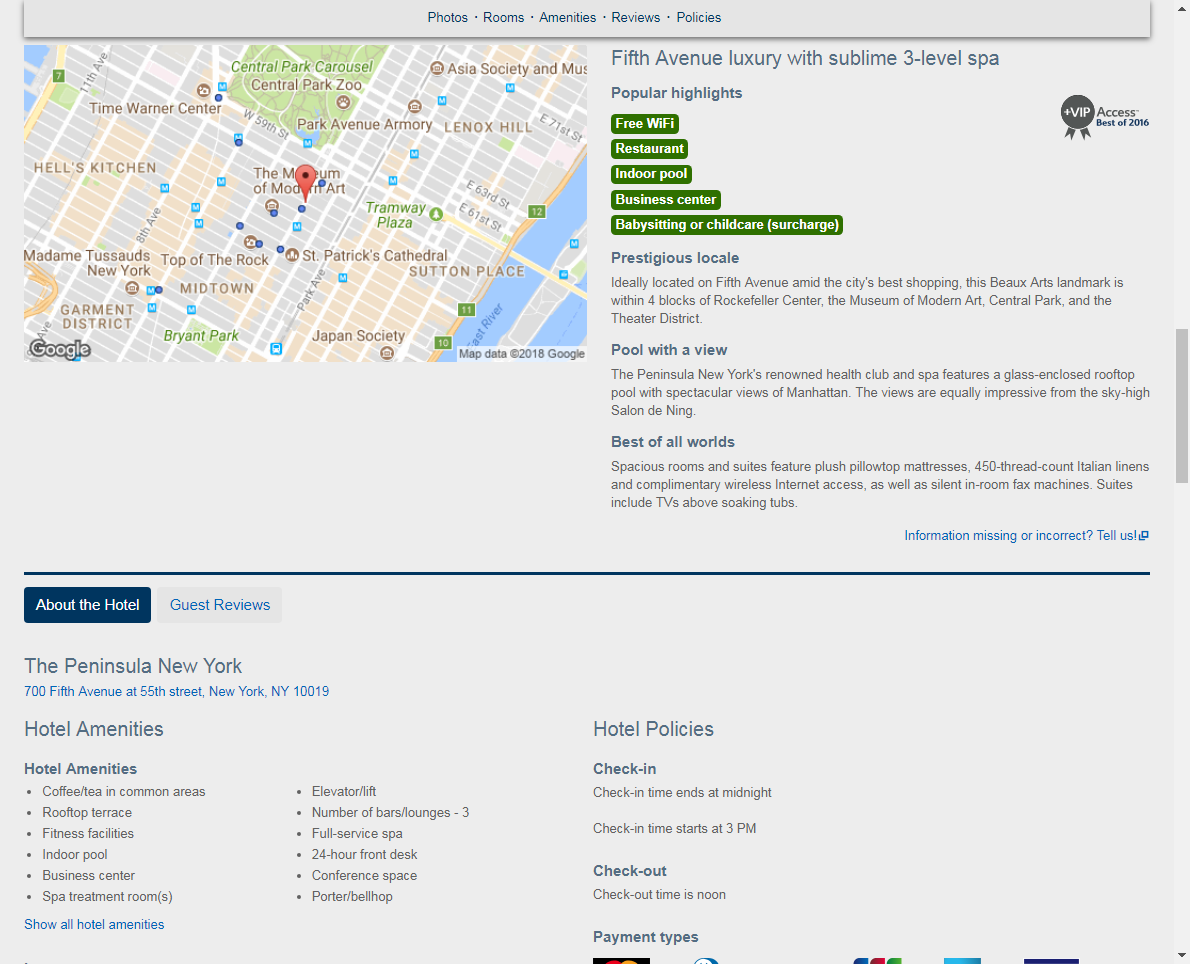 Photos · Rooms · Amenities · Reviews · Policies
7
11th Ave
Central Park Carousel
Central Park Zoo
Asia Society and Mus
Time Warner Center
W 59th St
Park Avenue Armory
LENOX HILL
E 71st St
HELL'S KITCHEN
The Museum
of Modern Art
E 63rd St
E 61st St
8th Ave
Tramway
Plaza
12
Madame Tussauds
New York
Top of The Rock
St. Patrick's Cathedral
SUTTON PLACE
MIDTOWN
Park Ave
GARMENT
DISTRICT
11
East River
Bryant Park
Japan Society
10
Google
Map data ©2018 Google
Fifth Avenue luxury with sublime 3-level spa
Popular highlights
+VIP Access™
Best of 2016
Free WiFi
Restaurant
Indoor pool
Business center
Babysitting or childcare (surcharge)
Prestigious locale
Ideally located on Fifth Avenue amid the city's best shopping, this Beaux Arts landmark is
within 4 blocks of Rockefeller Center, the Museum of Modern Art, Central Park, and the
Theater District.
Pool with a view
The Peninsula New York's renowned health club and spa features a glass-enclosed rooftop
pool with spectacular views of Manhattan. The views are equally impressive from the sky-high
Salon de Ning.
Best of all worlds
Spacious rooms and suites feature plush pillowtop mattresses, 450-thread-count Italian linens
and complimentary wireless Internet access, as well as silent in-room fax machines. Suites
include TVs above soaking tubs.
Information missing or incorrect? Tell us!
About the Hotel
Guest Reviews
The Peninsula New York
700 Fifth Avenue at 55th street, New York, NY 10019
Hotel Amenities
Hotel Amenities
• Coffee/tea in common areas
• Rooftop terrace
• Fitness facilities
• Indoor pool
• Business center
• Spa treatment room(s)
• Elevator/lift
• Number of bars/lounges - 3
• Full-service spa
• 24-hour front desk
• Conference space
• Porter/bellhop
Show all hotel amenities
Hotel Policies
Check-in
Check-in time ends at midnight
Check-in time starts at 3 PM
Check-out
Check-out time is noon
Payment types